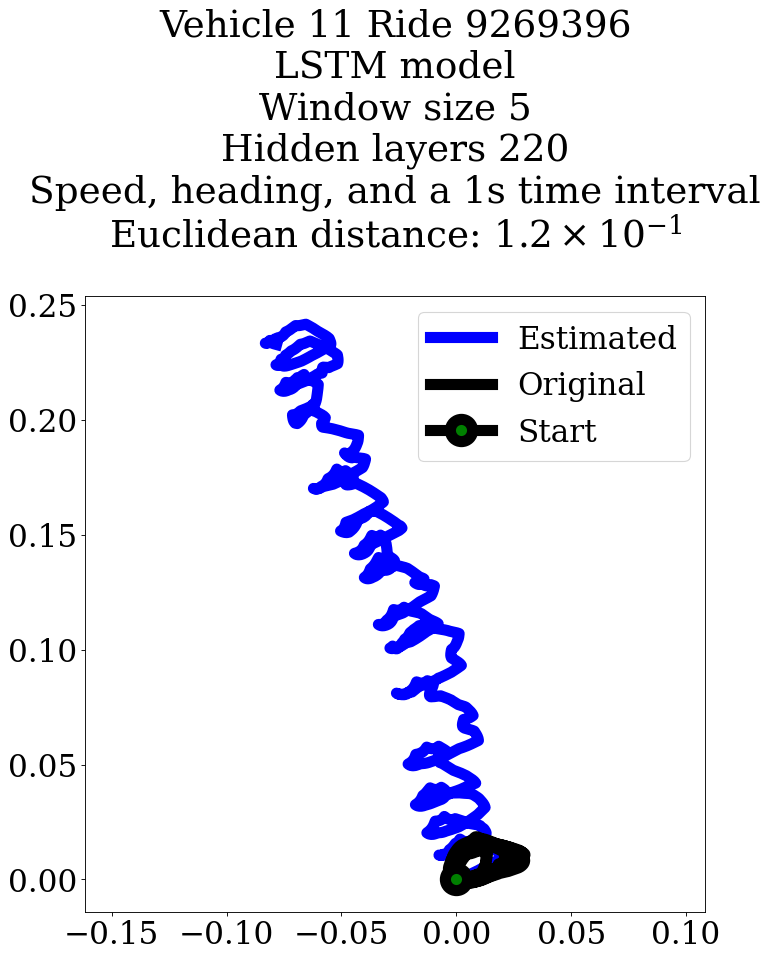 Vehicle 11 Ride 9269396
LSTM model
Window size 5
Hidden layers 220
Speed, heading, and a 1s time interval
Euclidean distance: 1.2 × 10⁻¹
0.25
0.20
0.15
0.10
0.05
0.00
Estimated
Original
Start
−0.15 −0.10 −0.05 0.00 0.05 0.10